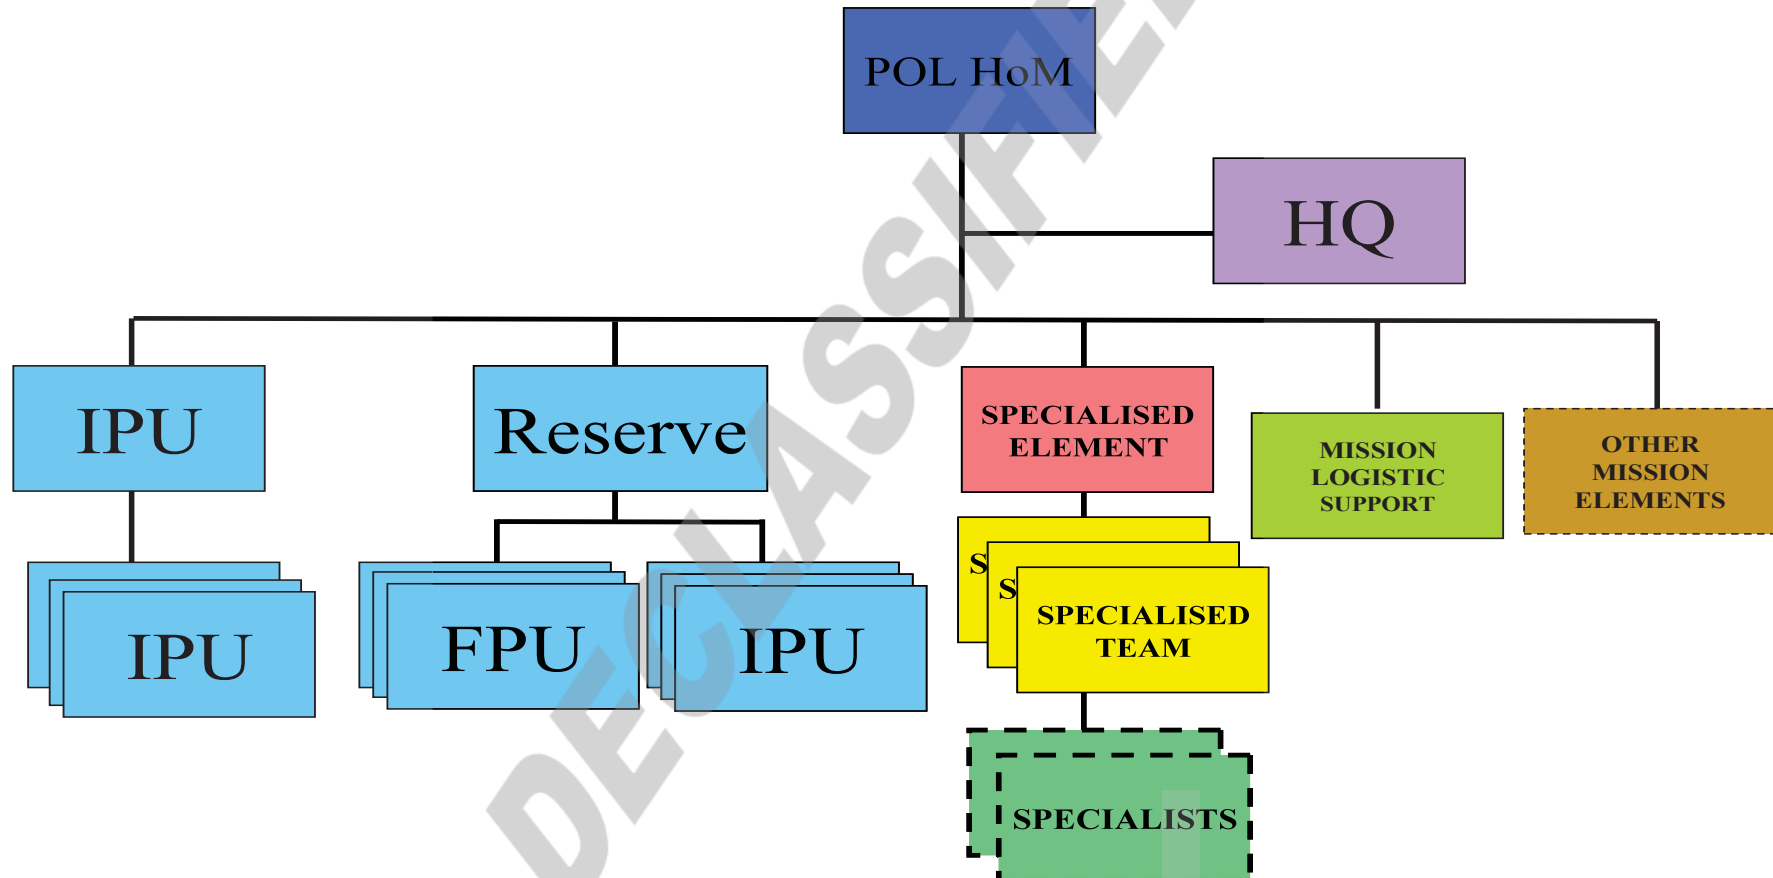 POL HoM
HQ
IPU
Reserve
SPECIALISED
ELEMENT
MISSION
LOGISTIC
SUPPORT
OTHER
MISSION
ELEMENTS
IPU
FPU
IPU
S
S
SPECIALISED
TEAM
SPECIALISTS
DECLASSIFIED